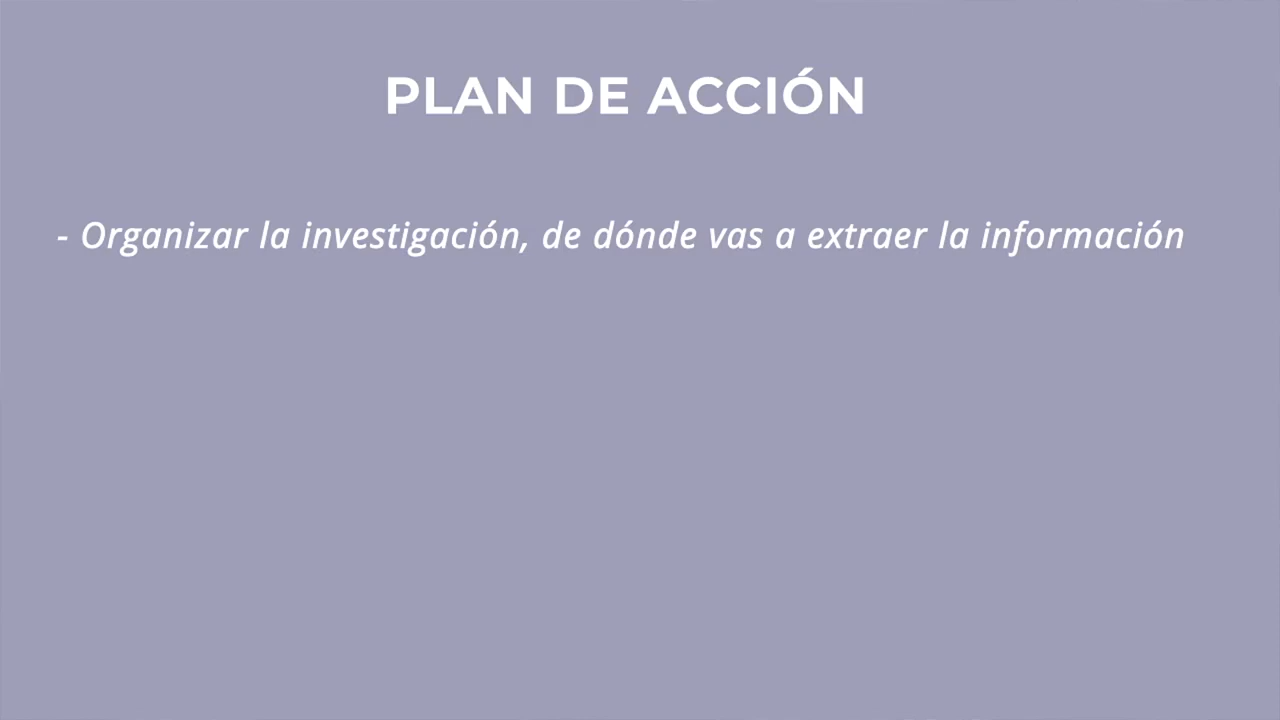 PLAN DE ACCIÓN
- Organizar la investigación, de dónde vas a extraer la información